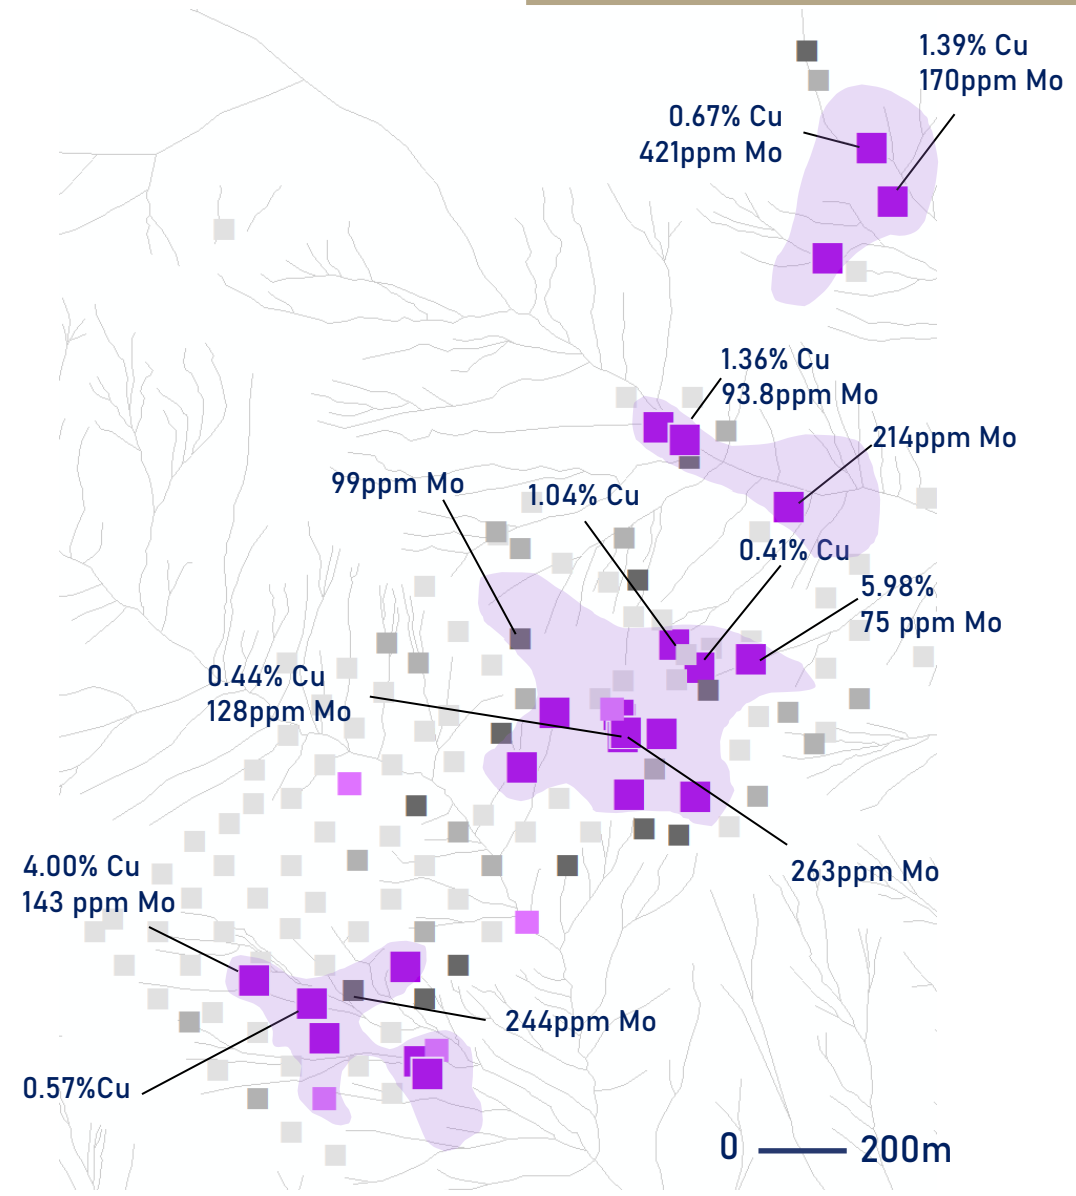 1.39% Cu
170ppm Mo
0.67% Cu
421ppm Mo
1.36% Cu
93.8ppm Mo
214ppm Mo
99ppm Mo
1.04% Cu
0.41% Cu
5.98%
75 ppm Mo
0.44% Cu
128ppm Mo
263ppm Mo
4.00% Cu
143 ppm Mo
244ppm Mo
0.57%Cu
0 200m